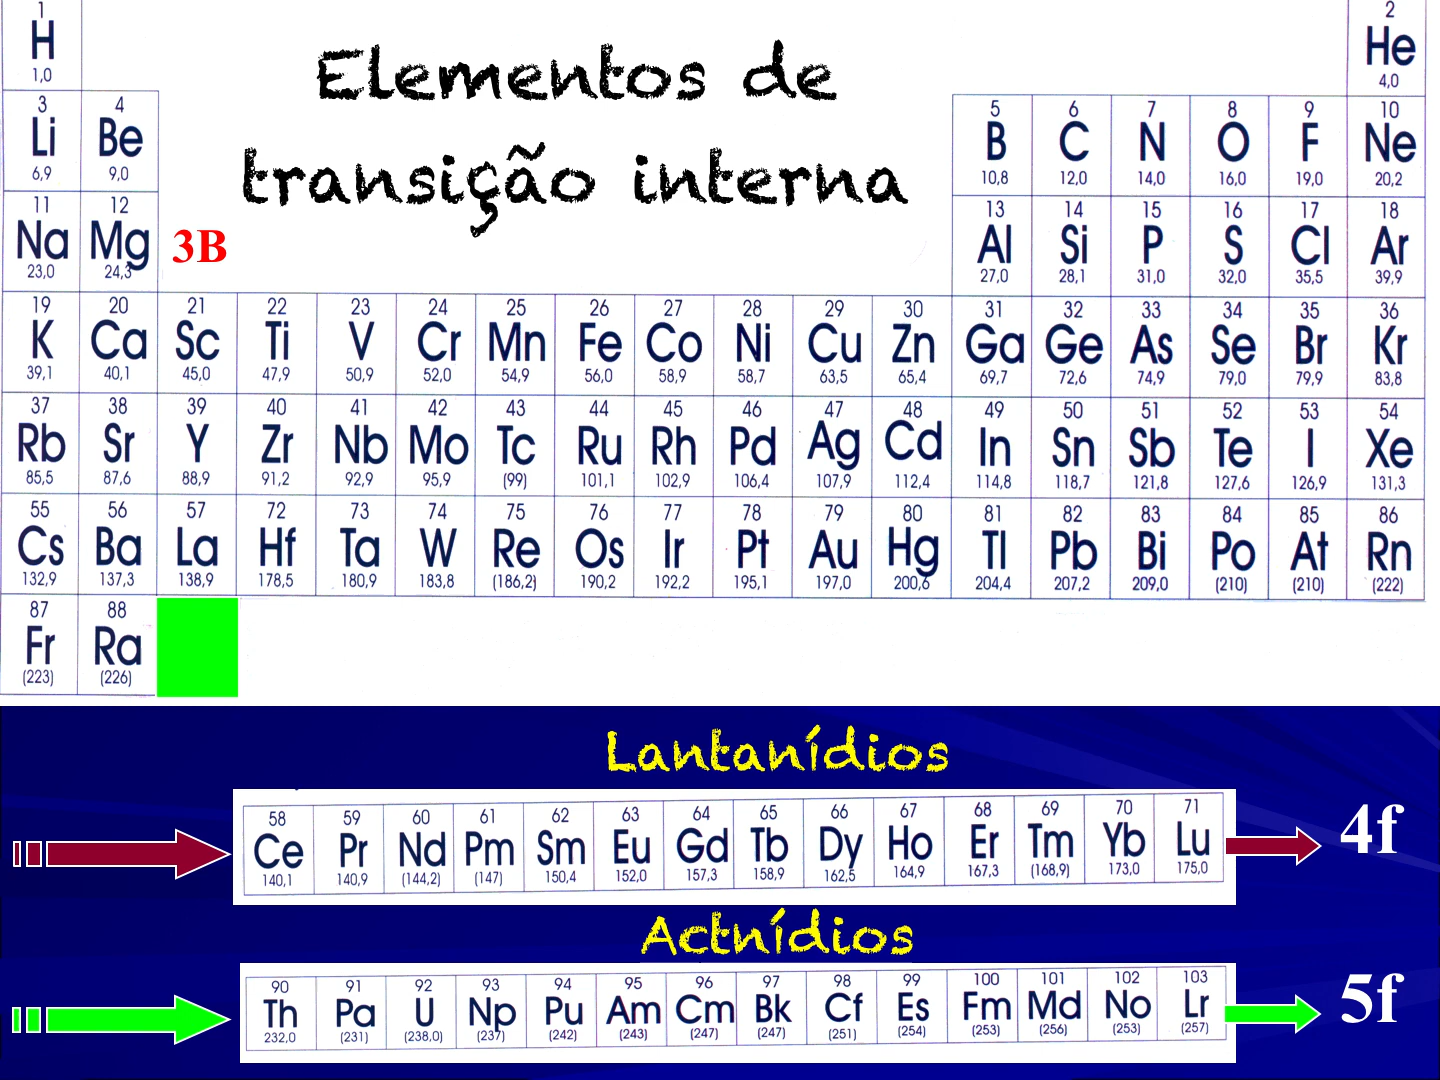 1 2
H He
1,0 4,0
3 4 5 6 7 8 9 10
Li Be B C N O F Ne
6,9 9,0 10,8 12,0 14,0 16,0 19,0 20,2
Elementos de
transição interna
11 12 13 14 15 16 17 18
Na Mg 3B Al Si P S Cl Ar
23,0 24,3 27,0 28,1 31,0 32,0 35,5 39,9
19 20 21 22 23 24 25 26 27 28 29 30 31 32 33 34 35 36
K Ca Sc Ti V Cr Mn Fe Co Ni Cu Zn Ga Ge As Se Br Kr
39,1 40,1 45,0 47,9 50,9 52,0 54,9 56,0 58,9 58,7 63,5 65,4 69,7 72,6 74,9 79,0 79,9 83,8
37 38 39 40 41 42 43 44 45 46 47 48 49 50 51 52 53 54
Rb Sr Y Zr Nb Mo Tc Ru Rh Pd Ag Cd In Sn Sb Te I Xe
85,5 87,6 88,9 91,2 92,9 95,9 (99) 101,1 102,9 106,4 107,9 112,4 114,8 118,7 121,8 127,6 126,9 131,3
55 56 57 72 73 74 75 76 77 78 79 80 81 82 83 84 85 86
Cs Ba La Hf Ta W Re Os Ir Pt Au Hg Tl Pb Bi Po At Rn
132,9 137,3 138,9 178,5 180,9 183,8 (186,2) 190,2 192,2 195,1 197,0 200,6 204,4 207,2 209,0 (210) (210) (222)
87 88
Fr Ra
(223) (226)
Lantanídios
58 59 60 61 62 63 64 65 66 67 68 69 70 71
Ce Pr Nd Pm Sm Eu Gd Tb Dy Ho Er Tm Yb Lu 4f
140,1 140,9 (144,2) (147) 150,4 152,0 157,3 158,9 162,5 164,9 167,3 (168,9) 173,0 175,0
Actnídios
90 91 92 93 94 95 96 97 98 99 100 101 102 103
Th Pa U Np Pu Am Cm Bk Cf Es Fm Md No Lr 5f
232,0 (231) (238,0) (237) (242) (243) (247) (247) (251) (254) (253) (256) (253) (257)